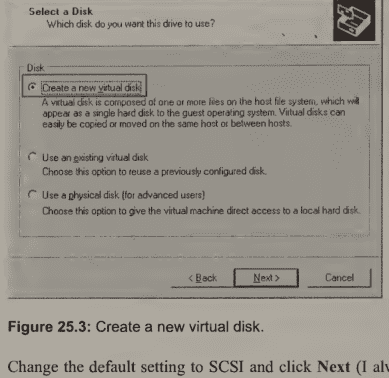 Select a Disk
Which disk do you want this drive to use?
Disk
Create a new virtual disk
A virtual disk is composed of one or more files on the host file system, which will
appear as a single hard disk to the guest operating system. Virtual disks can
easily be copied or moved on the same host or between hosts.
Use an existing virtual disk
Choose this option to reuse a previously configured disk.
Use a physical disk (for advanced users)
Choose this option to give the virtual machine direct access to a local hard disk.
< Back Next > Cancel
Figure 25.3: Create a new virtual disk.
Change the default setting to SCSI and click Next (I